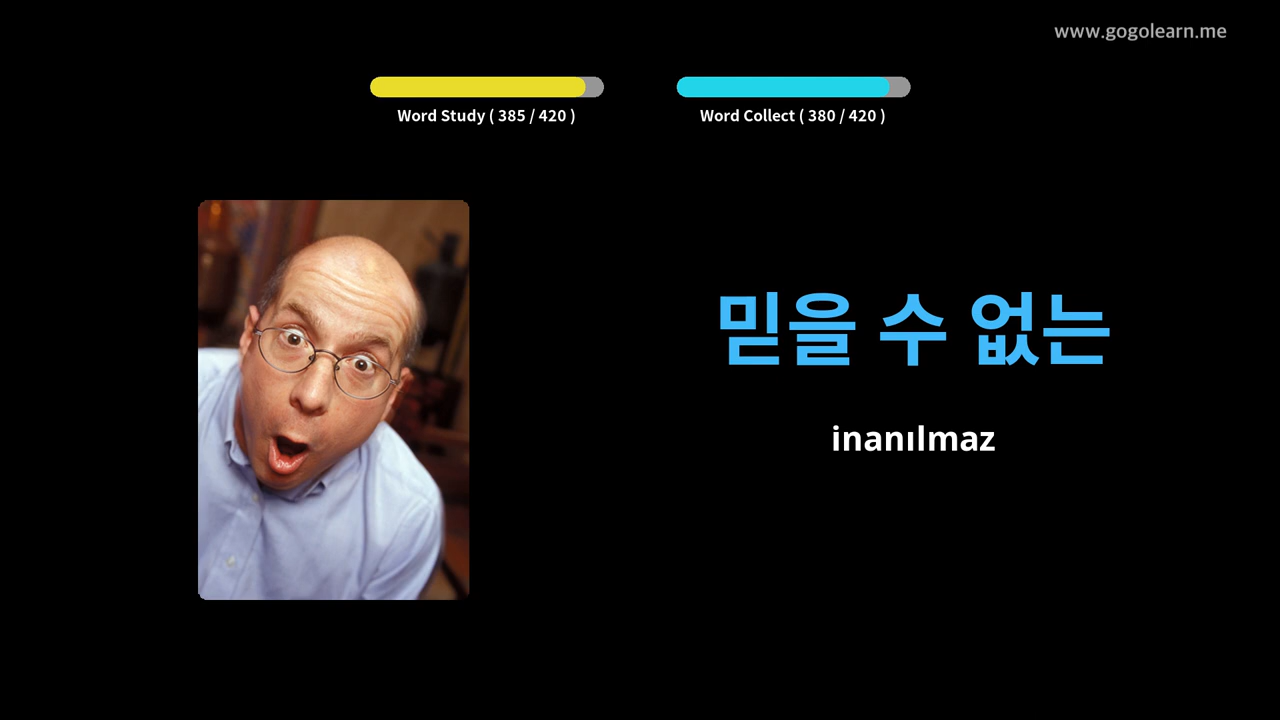 www.gogolearn.me
Word Study ( 385 / 420 )
Word Collect ( 380 / 420 )
믿을 수 없는
inanılmaz